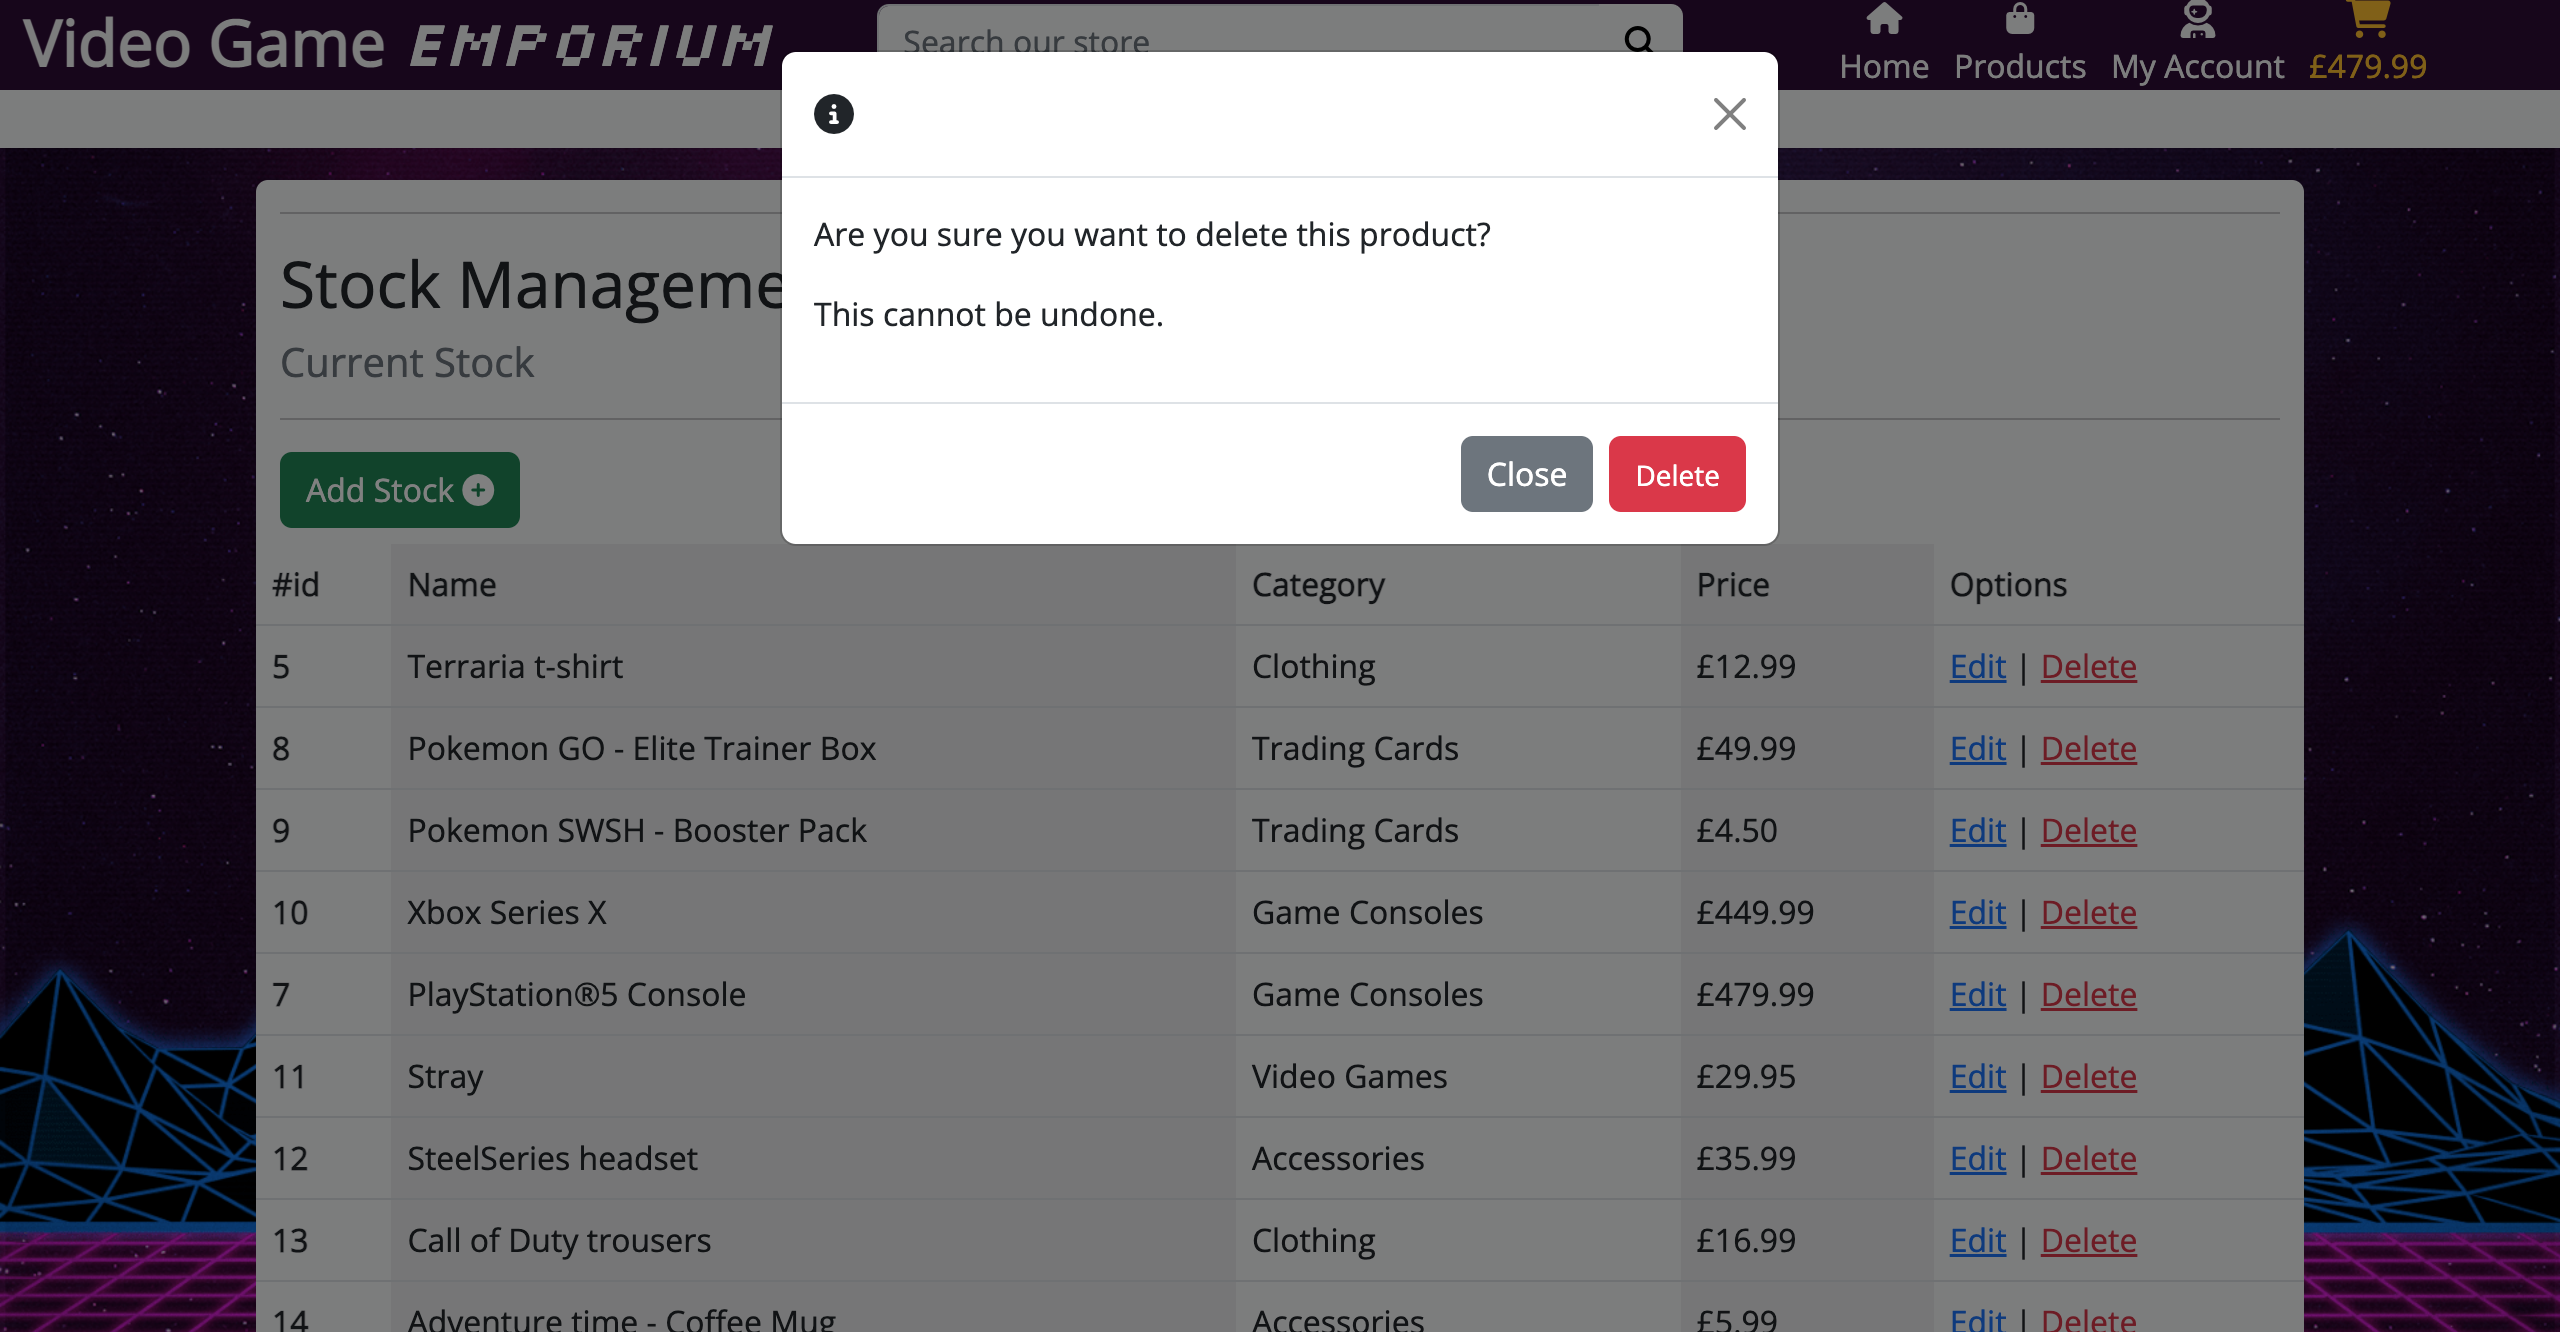 Video Game EMPORIUM
Search our store
Home Products My Account £479.99
Are you sure you want to delete this product?
This cannot be undone.
Close Delete
Stock Manageme
Current Stock
Add Stock
#id Name Category Price Options
5 Terraria t-shirt Clothing £12.99 Edit | Delete
8 Pokemon GO - Elite Trainer Box Trading Cards £49.99 Edit | Delete
9 Pokemon SWSH - Booster Pack Trading Cards £4.50 Edit | Delete
10 Xbox Series X Game Consoles £449.99 Edit | Delete
7 PlayStation®5 Console Game Consoles £479.99 Edit | Delete
11 Stray Video Games £29.95 Edit | Delete
12 SteelSeries headset Accessories £35.99 Edit | Delete
13 Call of Duty trousers Clothing £16.99 Edit | Delete
14 Adventure time - Coffee Mug Accessories £5.99 Edit | Delete